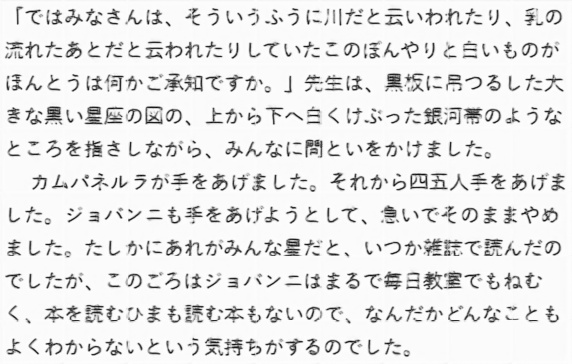 「ではみなさんは、そういうふうに川だと云いわれたり、乳の
流れたあとだと云われたりしていたこのぼんやりと白いものが
ほんとうは何かご承知ですか。」先生は、黒板に吊つるした大
きな黒い星座の図の、上から下へ白くけぶった銀河帯のような
ところを指さしながら、みんなに問といをかけました。
カムパネルラが手をあげました。それから四五人手をあげま
した。ジョバンニも手をあげようとして、急いでそのままやめ
ました。たしかにあれがみんな星だと、いつか雑誌で読んだの
でしたが、このごろはジョバンニはまるで毎日教室でもねむ
く、本を読むひまも読む本もないので、なんだかどんなことも
よくわからないという気持ちがするのでした。